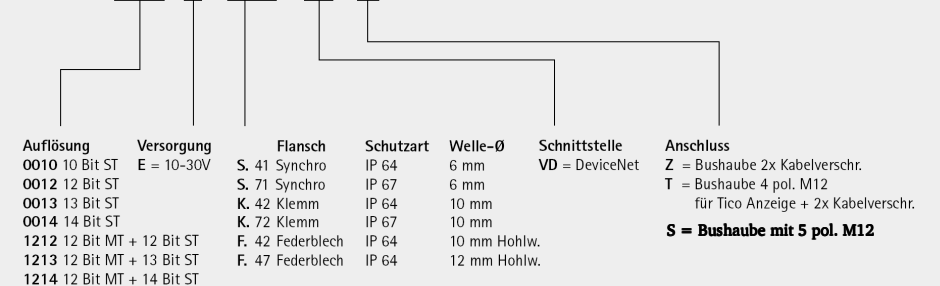 Auflösung Versorgung Flansch Schutzart Welle-Ø Schnittstelle Anschluss
0010 10 Bit ST E = 10-30V S. 41 Synchro IP 64 6 mm VD = DeviceNet Z = Bushaube 2x Kabelverschr.
0012 12 Bit ST S. 71 Synchro IP 67 6 mm T = Bushaube 4 pol. M12
0013 13 Bit ST K. 42 Klemm IP 64 10 mm für Tico Anzeige + 2x Kabelverschr.
0014 14 Bit ST K. 72 Klemm IP 67 10 mm S = Bushaube mit 5 pol. M12
1212 12 Bit MT + 12 Bit ST F. 42 Federblech IP 64 10 mm Hohlw.
1213 12 Bit MT + 13 Bit ST F. 47 Federblech IP 64 12 mm Hohlw.
1214 12 Bit MT + 14 Bit ST